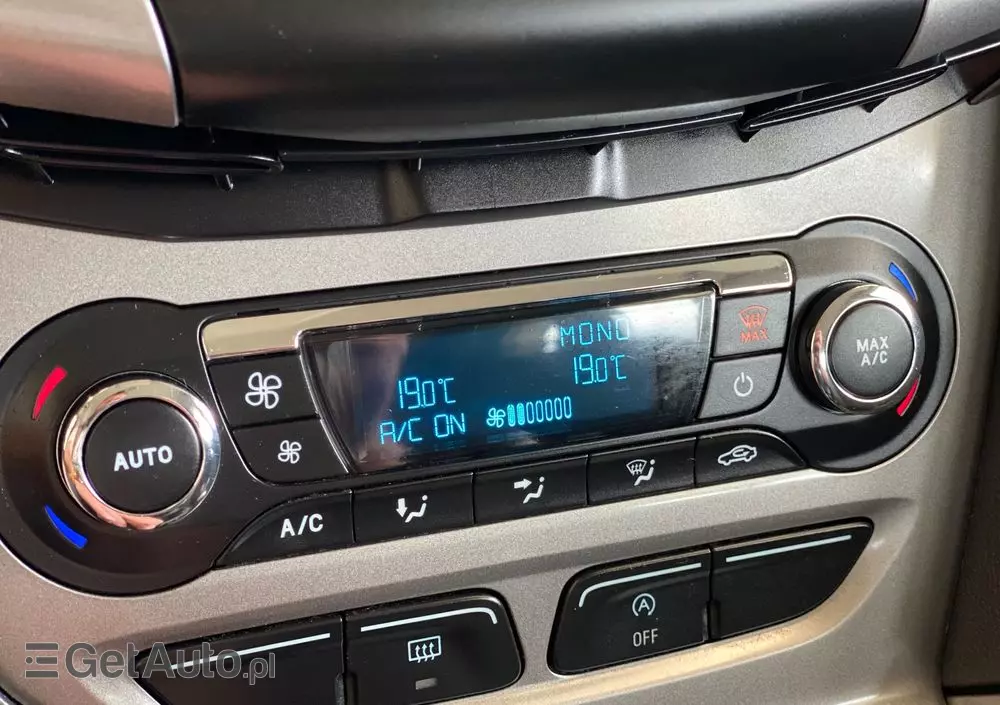 MONO
19.0°C 19.0°C
A/C ON
MAX
MAX
A/C
AUTO
A/C
A
OFF
GetAuto.pl